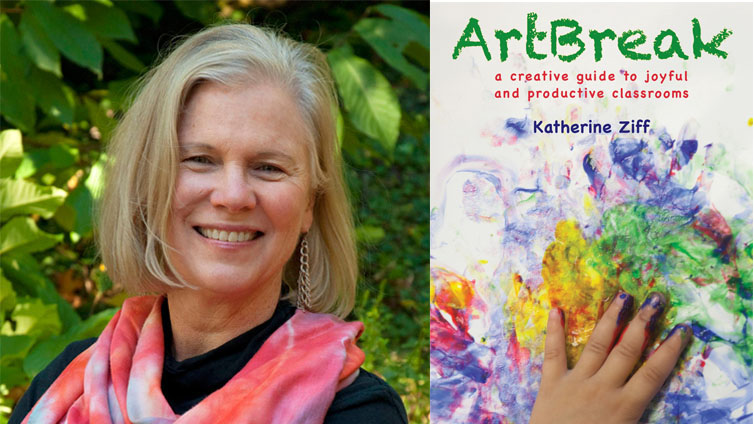 ArtBreak
a creative guide to joyful
and productive classrooms
Katherine Ziff